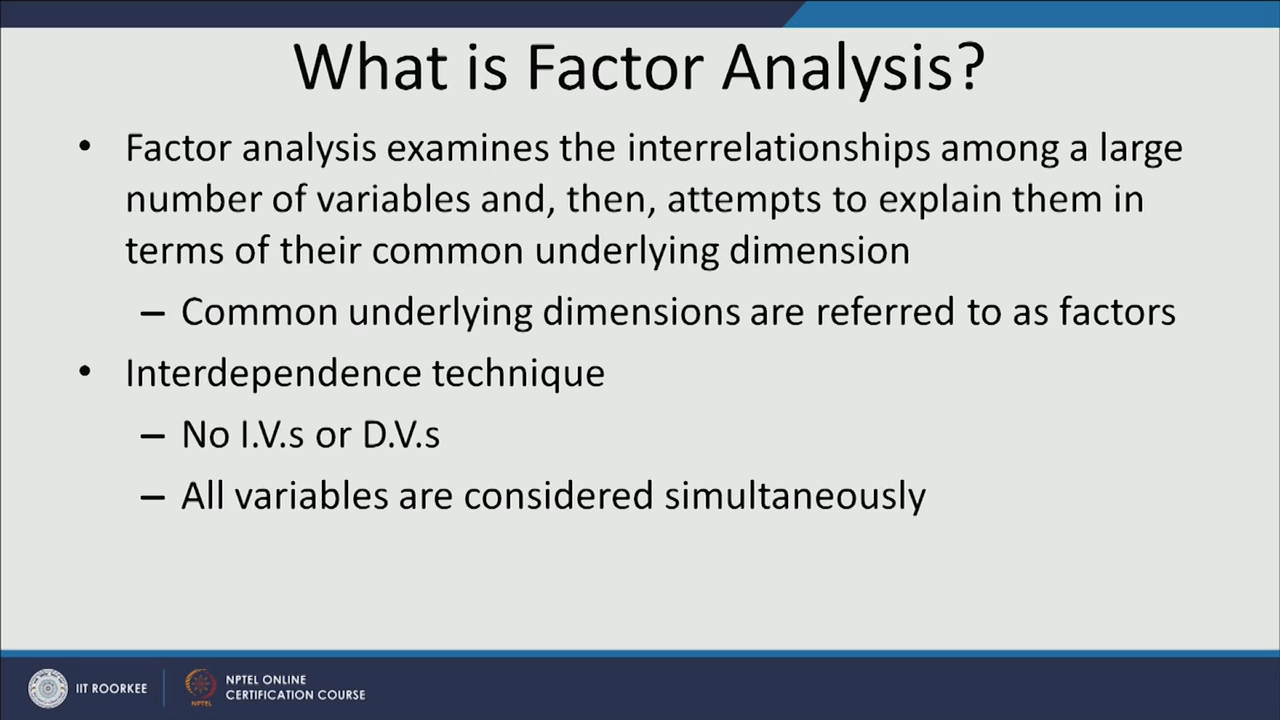 What is Factor Analysis?
• Factor analysis examines the interrelationships among a large
number of variables and, then, attempts to explain them in
terms of their common underlying dimension
– Common underlying dimensions are referred to as factors
• Interdependence technique
– No I.V.s or D.V.s
– All variables are considered simultaneously
IIT ROORKEE
NPTEL
NPTEL ONLINE
CERTIFICATION COURSE